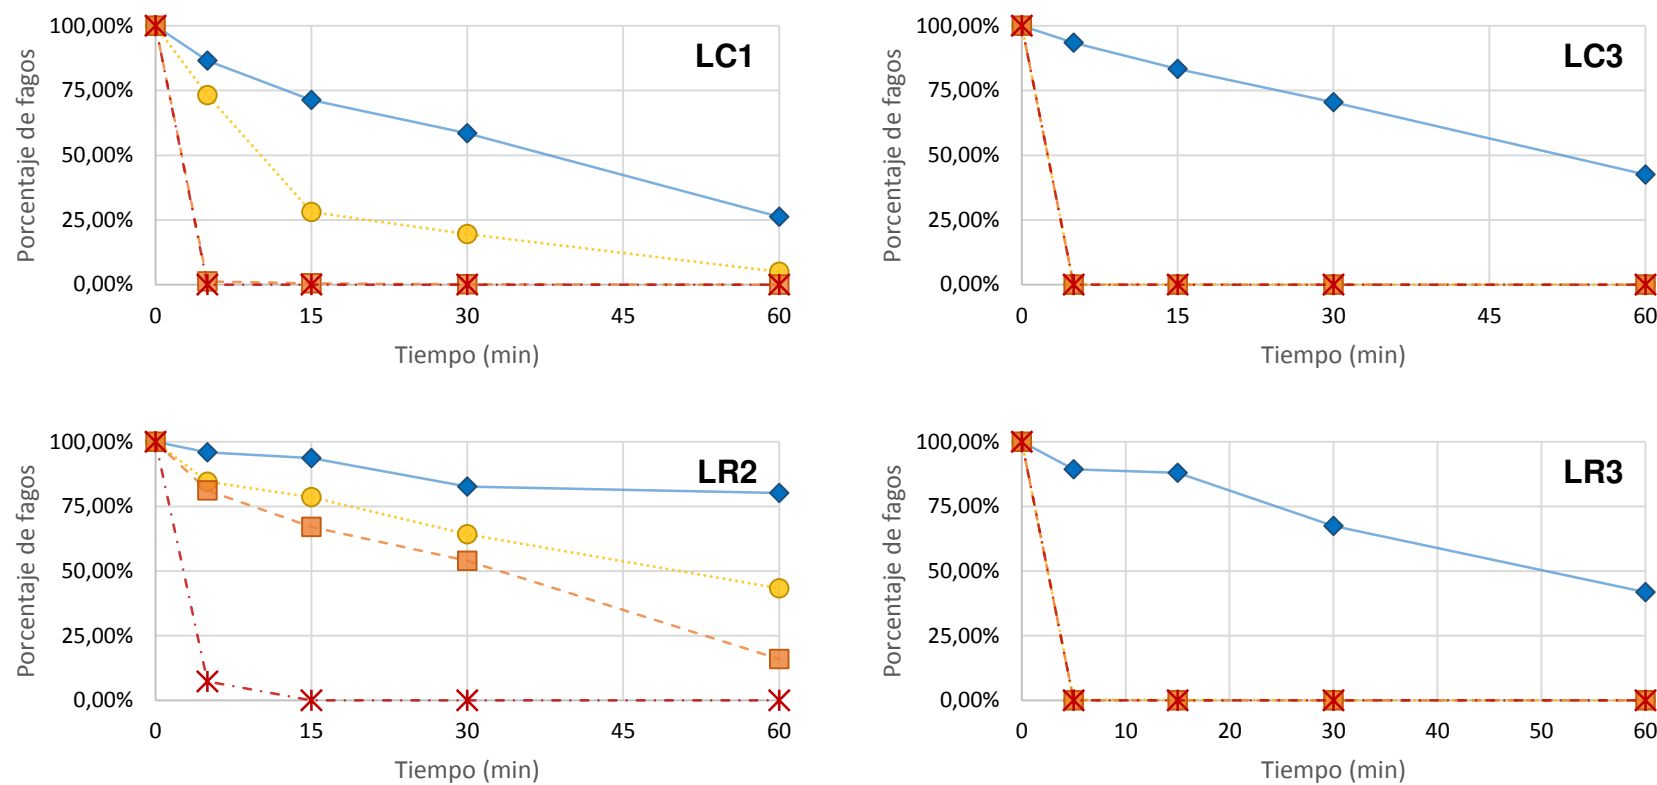 LC1
Porcentaje de fagos
100,00%
75,00%
50,00%
25,00%
0,00%
0 15 30 45 60
Tiempo (min)
LC3
Porcentaje de fagos
100,00%
75,00%
50,00%
25,00%
0,00%
0 15 30 45 60
Tiempo (min)
LR2
Porcentaje de fagos
100,00%
75,00%
50,00%
25,00%
0,00%
0 15 30 45 60
Tiempo (min)
LR3
Porcentaje de fagos
100,00%
75,00%
50,00%
25,00%
0,00%
0 10 20 30 40 50 60
Tiempo (min)